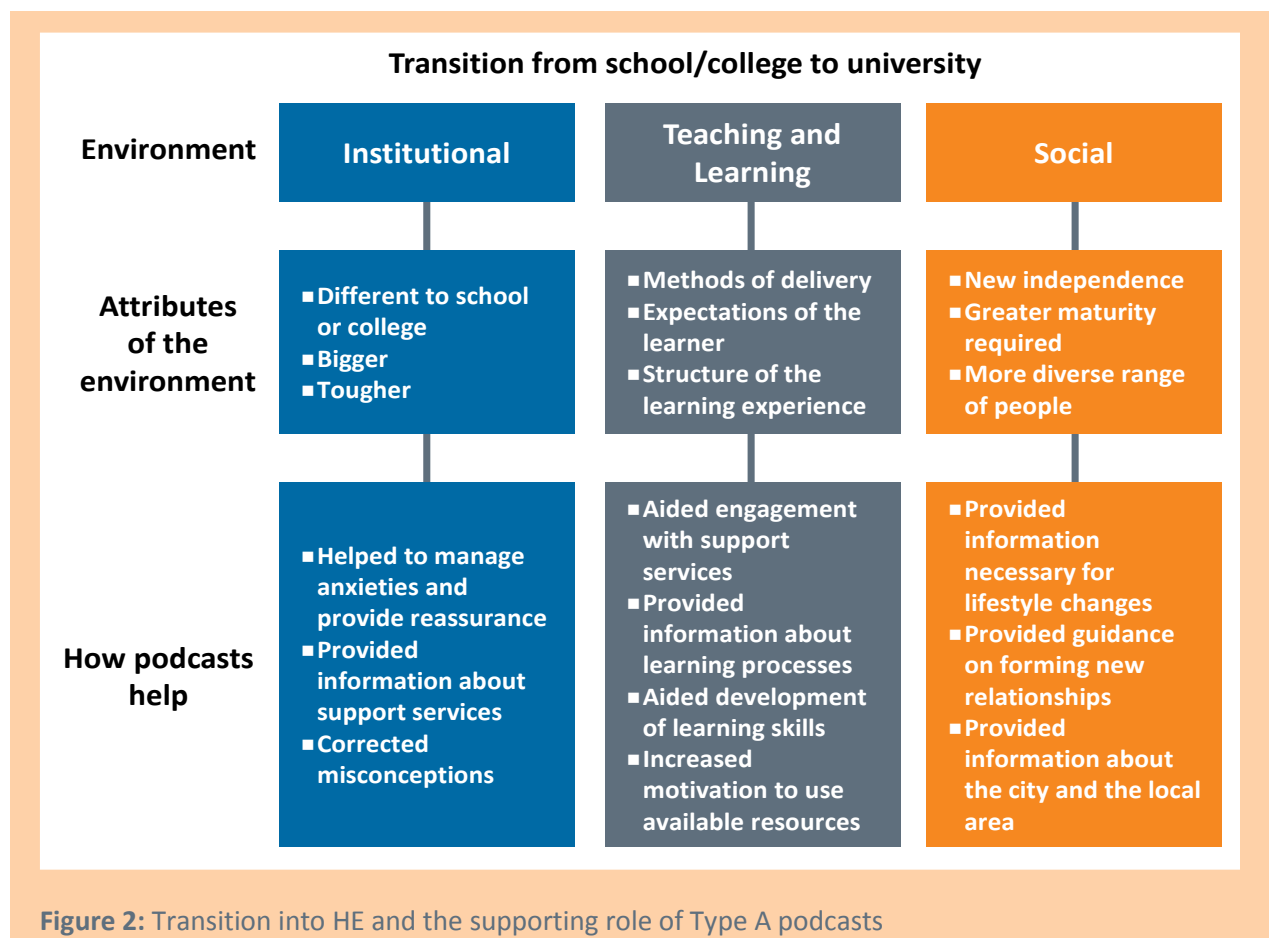 Transition from school/college to university
Environment
Institutional
Teaching and
Learning
Social
Attributes
of the
environment
▪Different to school
or college
▪Bigger
▪Tougher
▪Methods of delivery
▪Expectations of the
learner
▪Structure of the
learning experience
▪New independence
▪Greater maturity
required
▪More diverse range
of people
How podcasts
help
▪Helped to manage
anxieties and
provide reassurance
▪Provided
information about
support services
▪Corrected
misconceptions
▪Aided engagement
with support
services
▪Provided
information about
learning processes
▪Aided development
of learning skills
▪Increased
motivation to use
available resources
▪Provided
information
necessary for
lifestyle changes
▪Provided guidance
on forming new
relationships
▪Provided
information about
the city and the local
area
Figure 2: Transition into HE and the supporting role of Type A podcasts